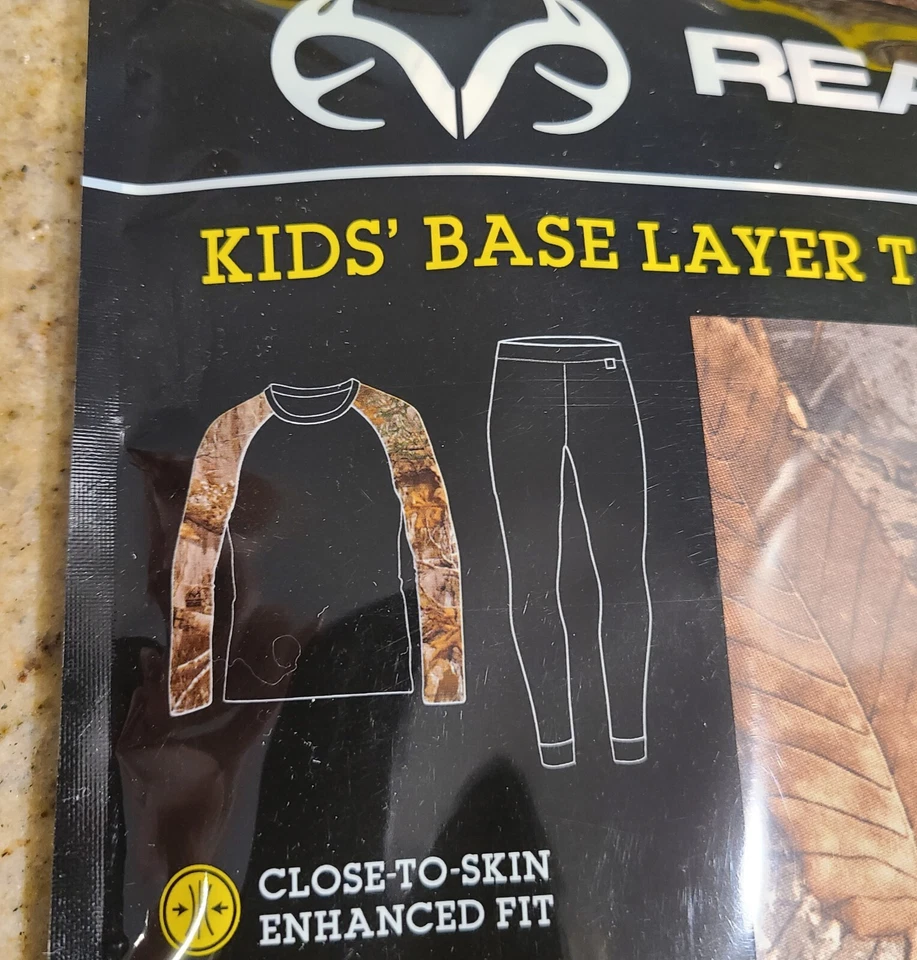 REA
KIDS' BASE LAYER T
CLOSE-TO-SKIN
ENHANCED FIT